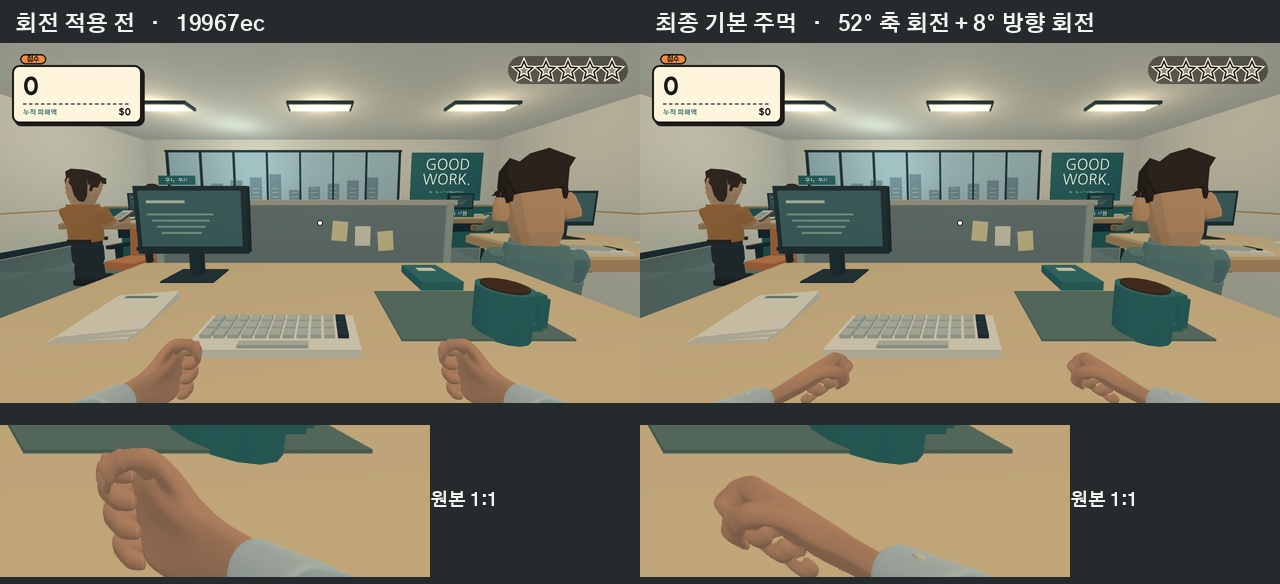 회전 적용 전 · 19967ec
점수
0
누적 피해액 $0
GOOD
WORK.
원본 1:1
최종 기본 주먹 · 52° 축 회전 + 8° 방향 회전
점수
0
누적 피해액 $0
GOOD
WORK.
원본 1:1